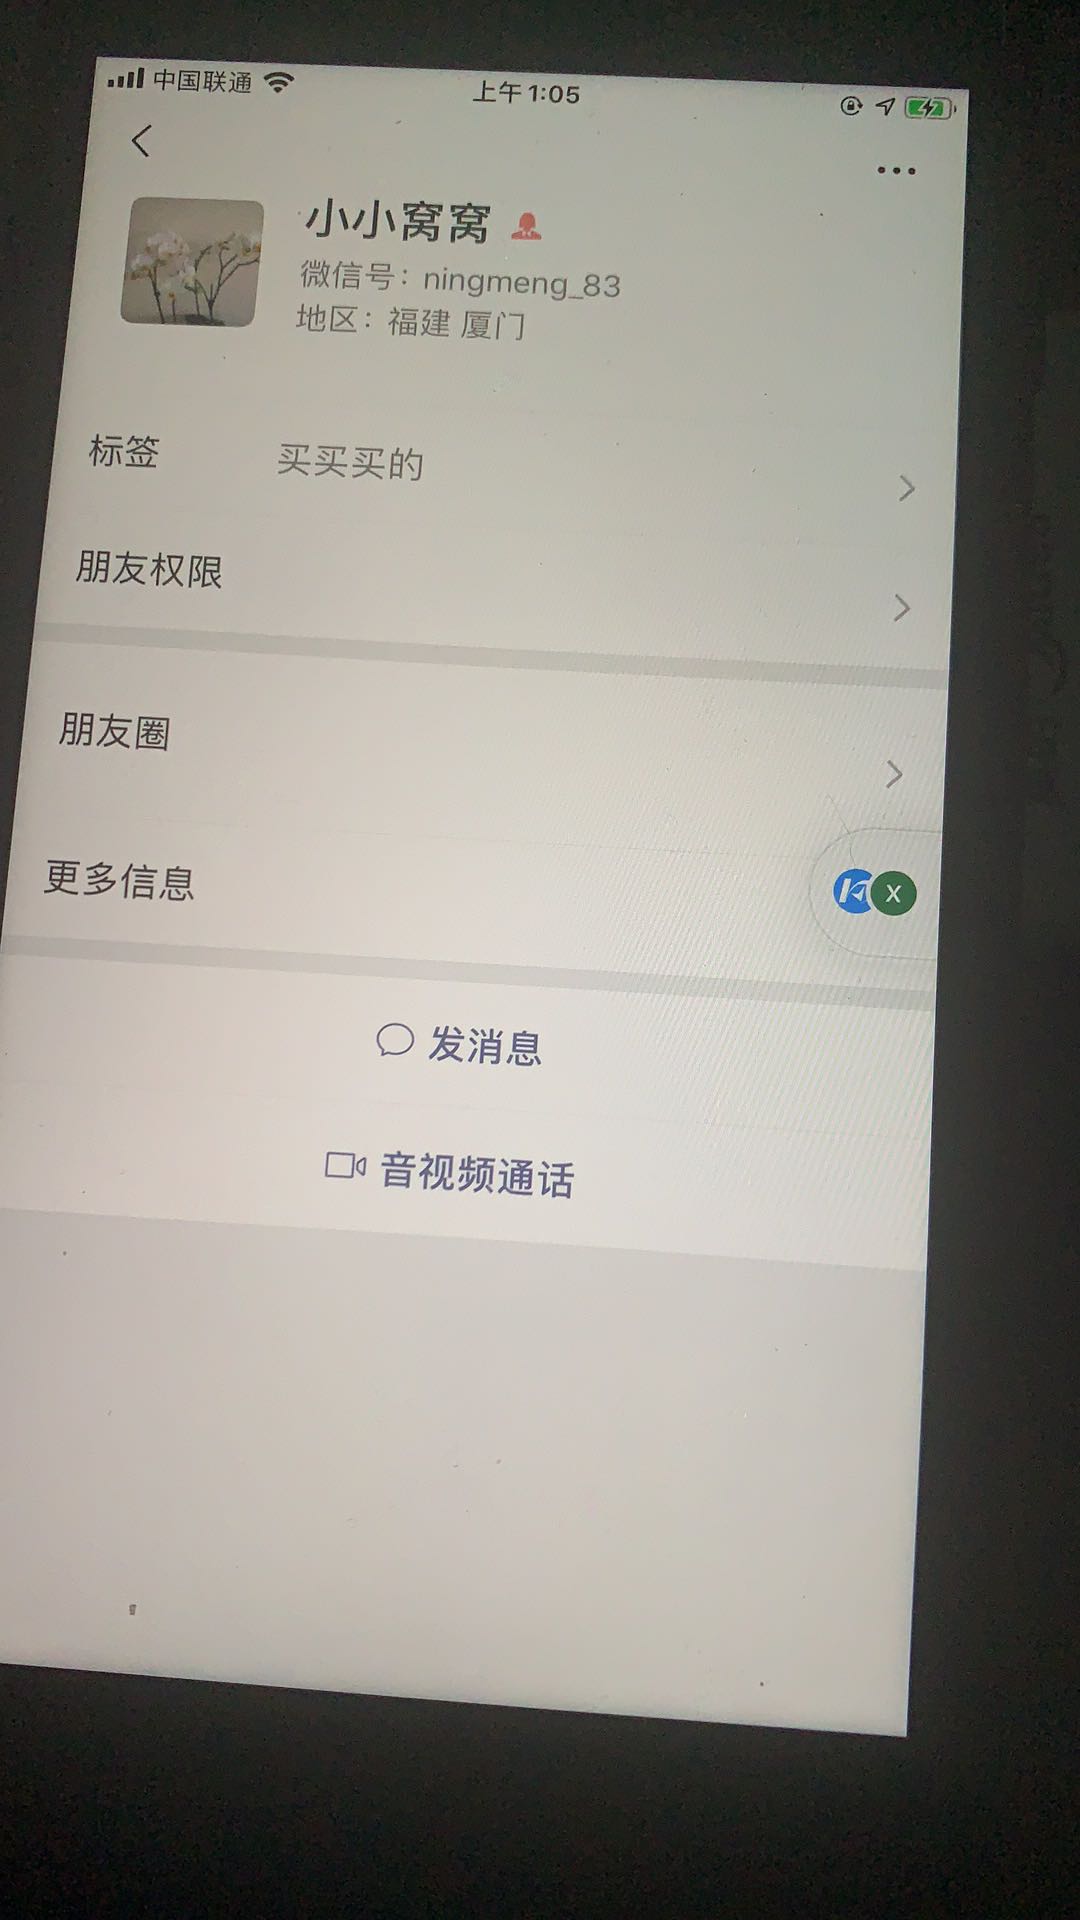 中国联通
上午1:05
小小窝窝
微信号：ningmeng_83
地区：福建 厦门
标签 买买买的
朋友权限
朋友圈
更多信息
X
发消息
音视频通话